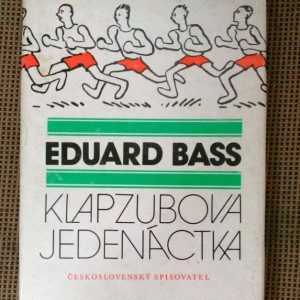 EDUARD BASS
KLAPZUBOVA
JEDENÁCTKA
ČESKOSLOVENSKÝ SPISOVATEL